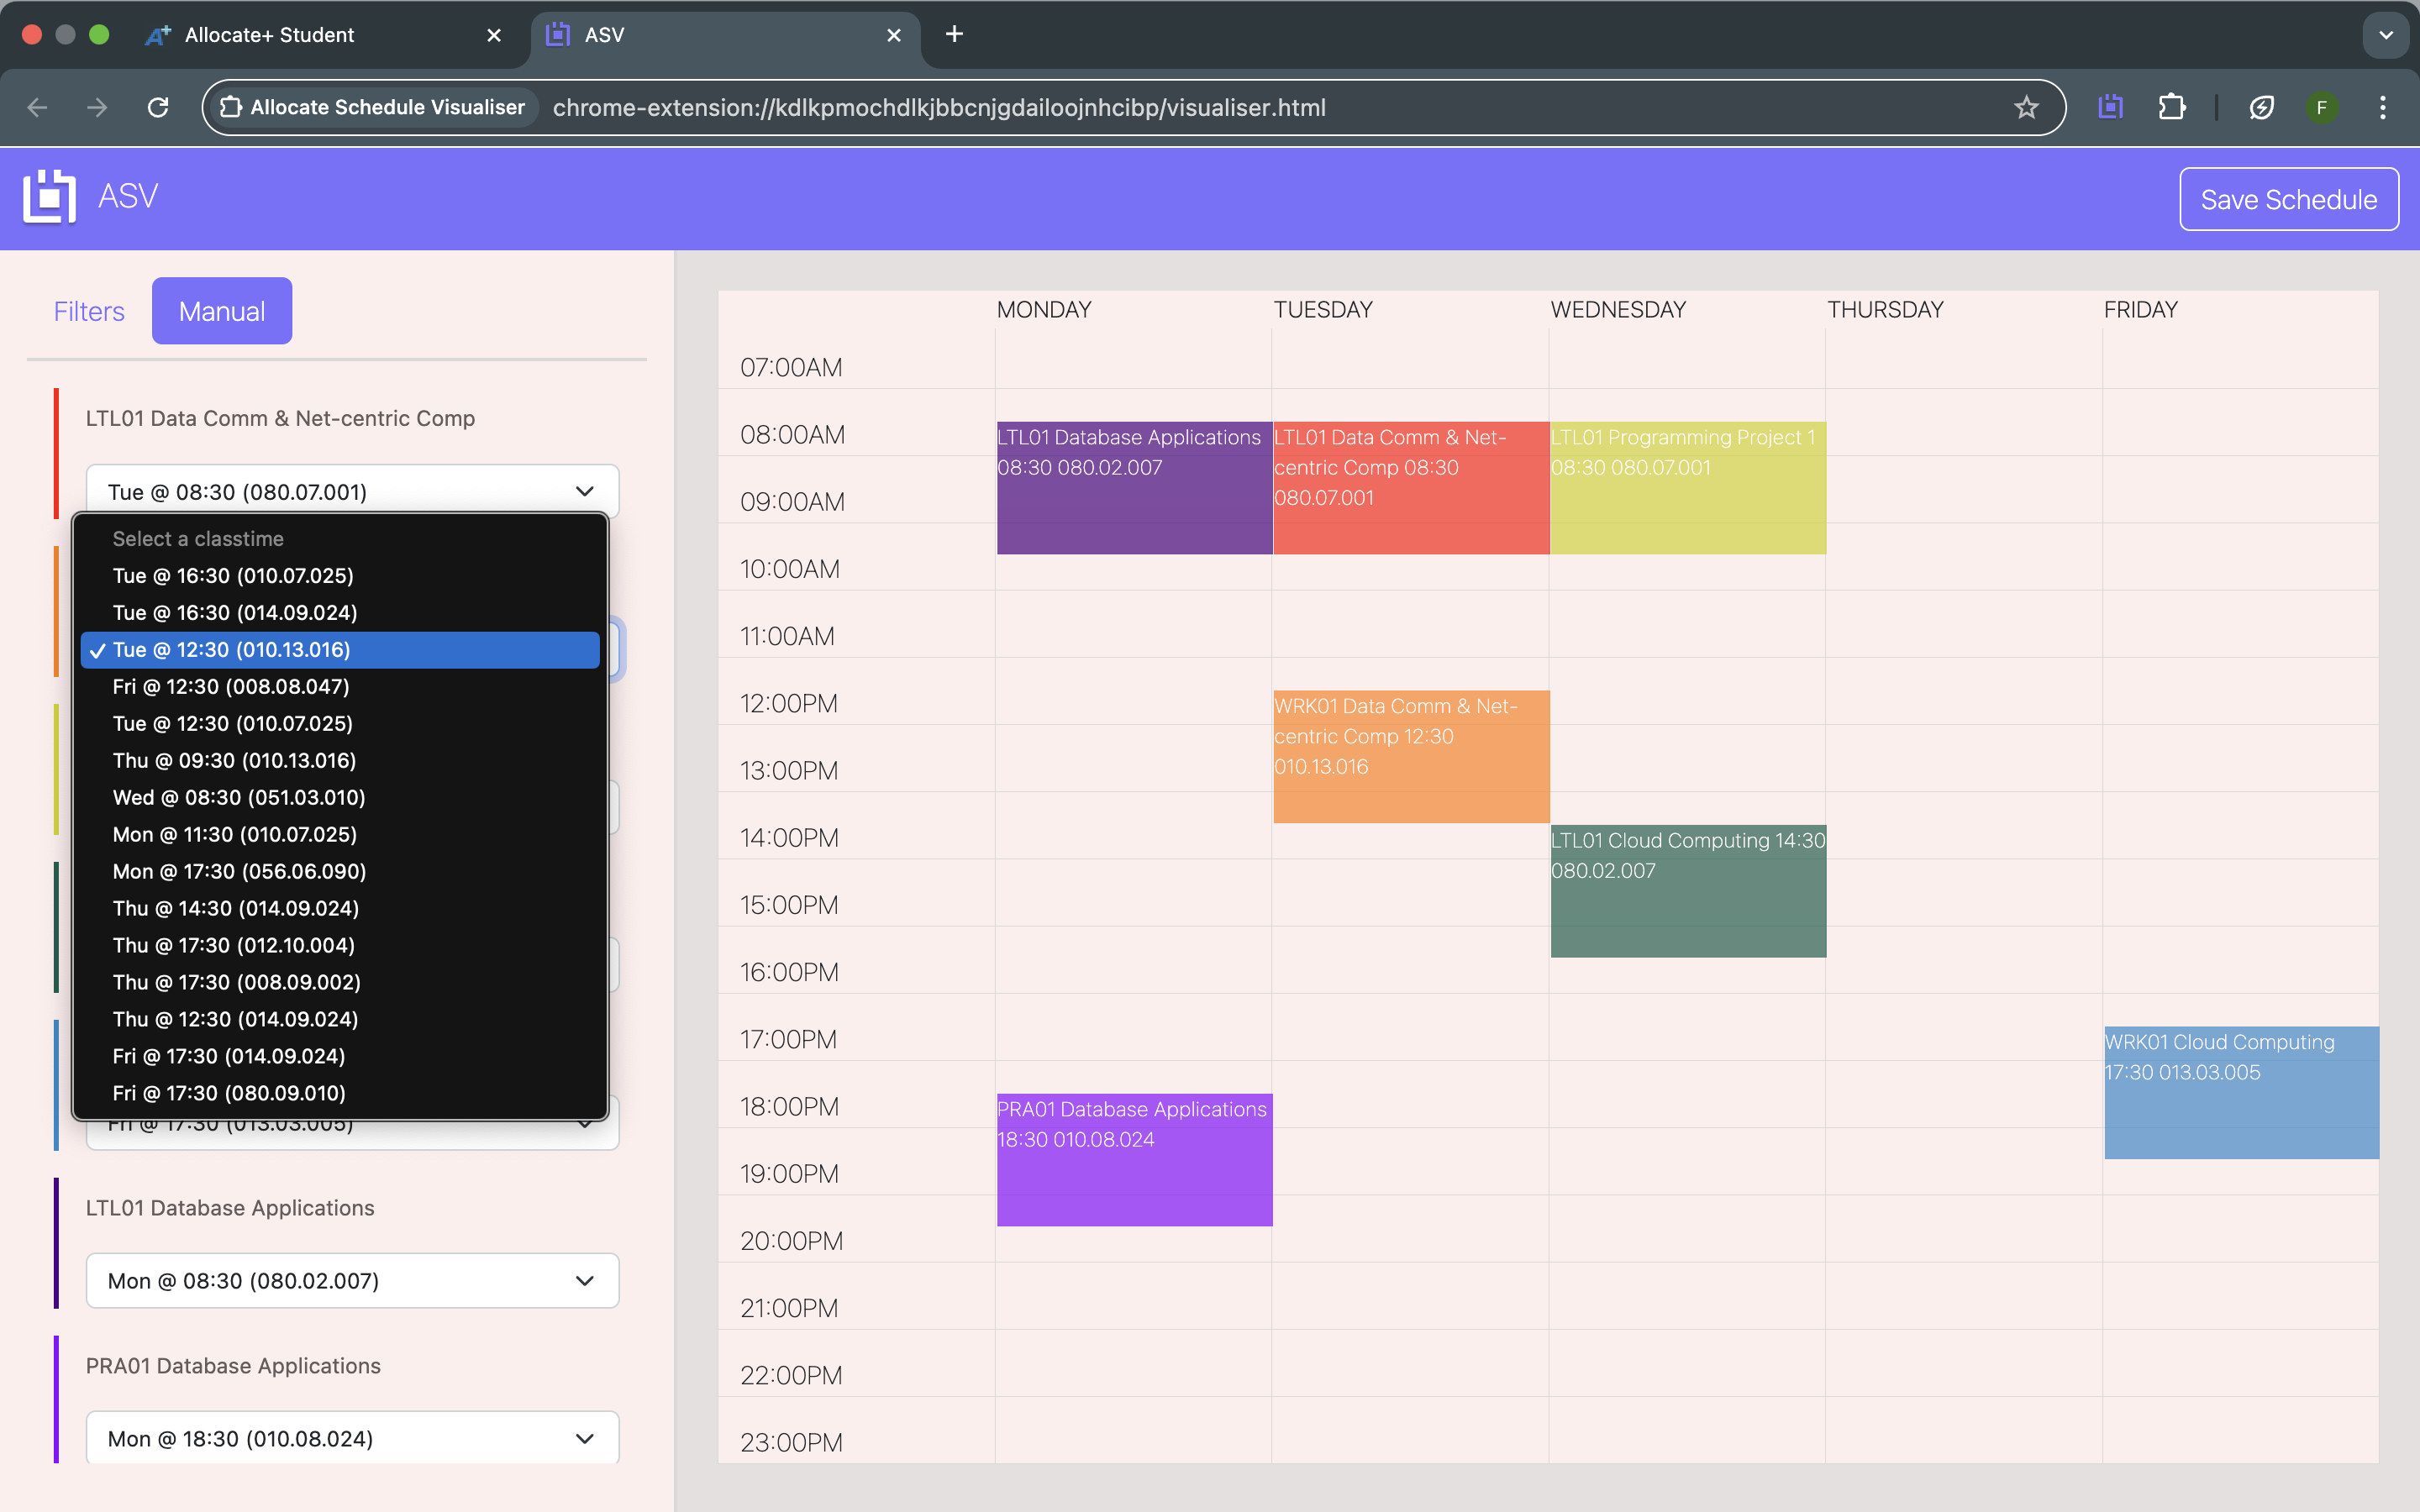 Allocate+ Student
ASV
Allocate Schedule Visualiser
chrome-extension://kdlkpmochdlkjbbcnjgdailoojnhcibp/visualiser.html
F
ASV
Save Schedule
Filters
Manual
LTL01 Data Comm & Net-centric Comp
Tue @ 08:30 (080.07.001)
Select a classtime
Tue @ 16:30 (010.07.025)
Tue @ 16:30 (014.09.024)
✓ Tue @ 12:30 (010.13.016)
Fri @ 12:30 (008.08.047)
Tue @ 12:30 (010.07.025)
Thu @ 09:30 (010.13.016)
Wed @ 08:30 (051.03.010)
Mon @ 11:30 (010.07.025)
Mon @ 17:30 (056.06.090)
Thu @ 14:30 (014.09.024)
Thu @ 17:30 (012.10.004)
Thu @ 17:30 (008.09.002)
Thu @ 12:30 (014.09.024)
Fri @ 17:30 (014.09.024)
Fri @ 17:30 (080.09.010)
Fri @ 17:30 (013.03.005)
LTL01 Database Applications
Mon @ 08:30 (080.02.007)
PRA01 Database Applications
Mon @ 18:30 (010.08.024)
MONDAY
TUESDAY
WEDNESDAY
THURSDAY
FRIDAY
07:00AM
08:00AM
09:00AM
10:00AM
11:00AM
12:00PM
13:00PM
14:00PM
15:00PM
16:00PM
17:00PM
18:00PM
19:00PM
20:00PM
21:00PM
22:00PM
23:00PM
LTL01 Database Applications
08:30 080.02.007
LTL01 Data Comm & Net-
centric Comp 08:30
080.07.001
LTL01 Programming Project 1
08:30 080.07.001
WRK01 Data Comm & Net-
centric Comp 12:30
010.13.016
LTL01 Cloud Computing 14:30
080.02.007
WRK01 Cloud Computing
17:30 013.03.005
PRA01 Database Applications
18:30 010.08.024